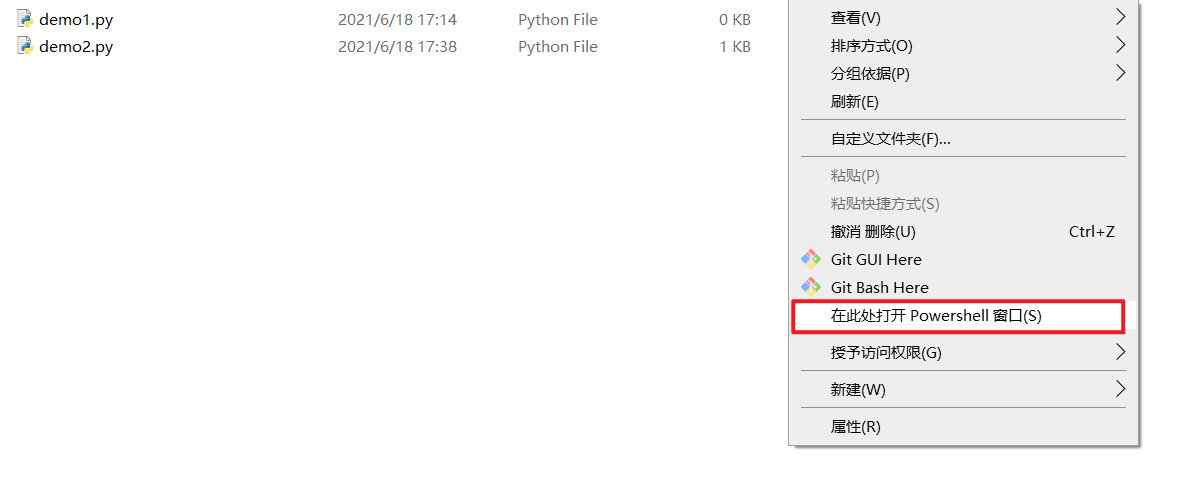 demo1.py 2021/6/18 17:14 Python File 0 KB
demo2.py 2021/6/18 17:38 Python File 1 KB
查看(V)
排序方式(O)
分组依据(P)
刷新(E)
自定义文件夹(F)...
粘贴(P)
粘贴快捷方式(S)
撤消 删除(U) Ctrl+Z
Git GUI Here
Git Bash Here
在此处打开 Powershell 窗口(S)
授予访问权限(G)
新建(W)
属性(R)